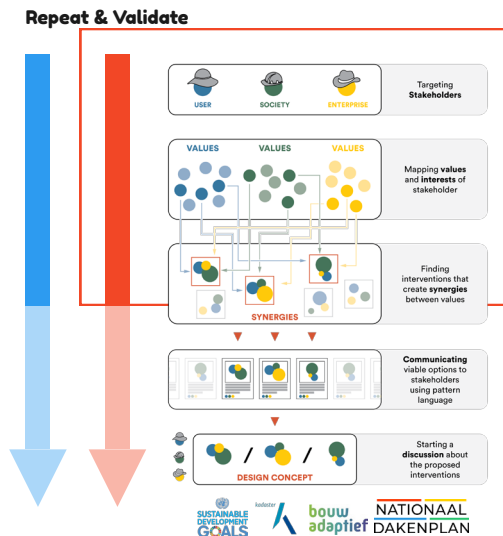 Repeat & Validate
USER
SOCIETY
ENTERPRISE
Targeting
Stakeholders
VALUES
VALUES
VALUES
Mapping values
and interests of
stakeholder
SYNERGIES
Finding
interventions that
create synergies
between values
Communicating
viable options to
stakeholders
using pattern
language
DESIGN CONCEPT
Starting a
discussion about
the proposed
interventions
/
/
SUSTAINABLE
DEVELOPMENT
GOALS
kadaster
bouw
adaptief
NATIONAAL
DAKENPLAN